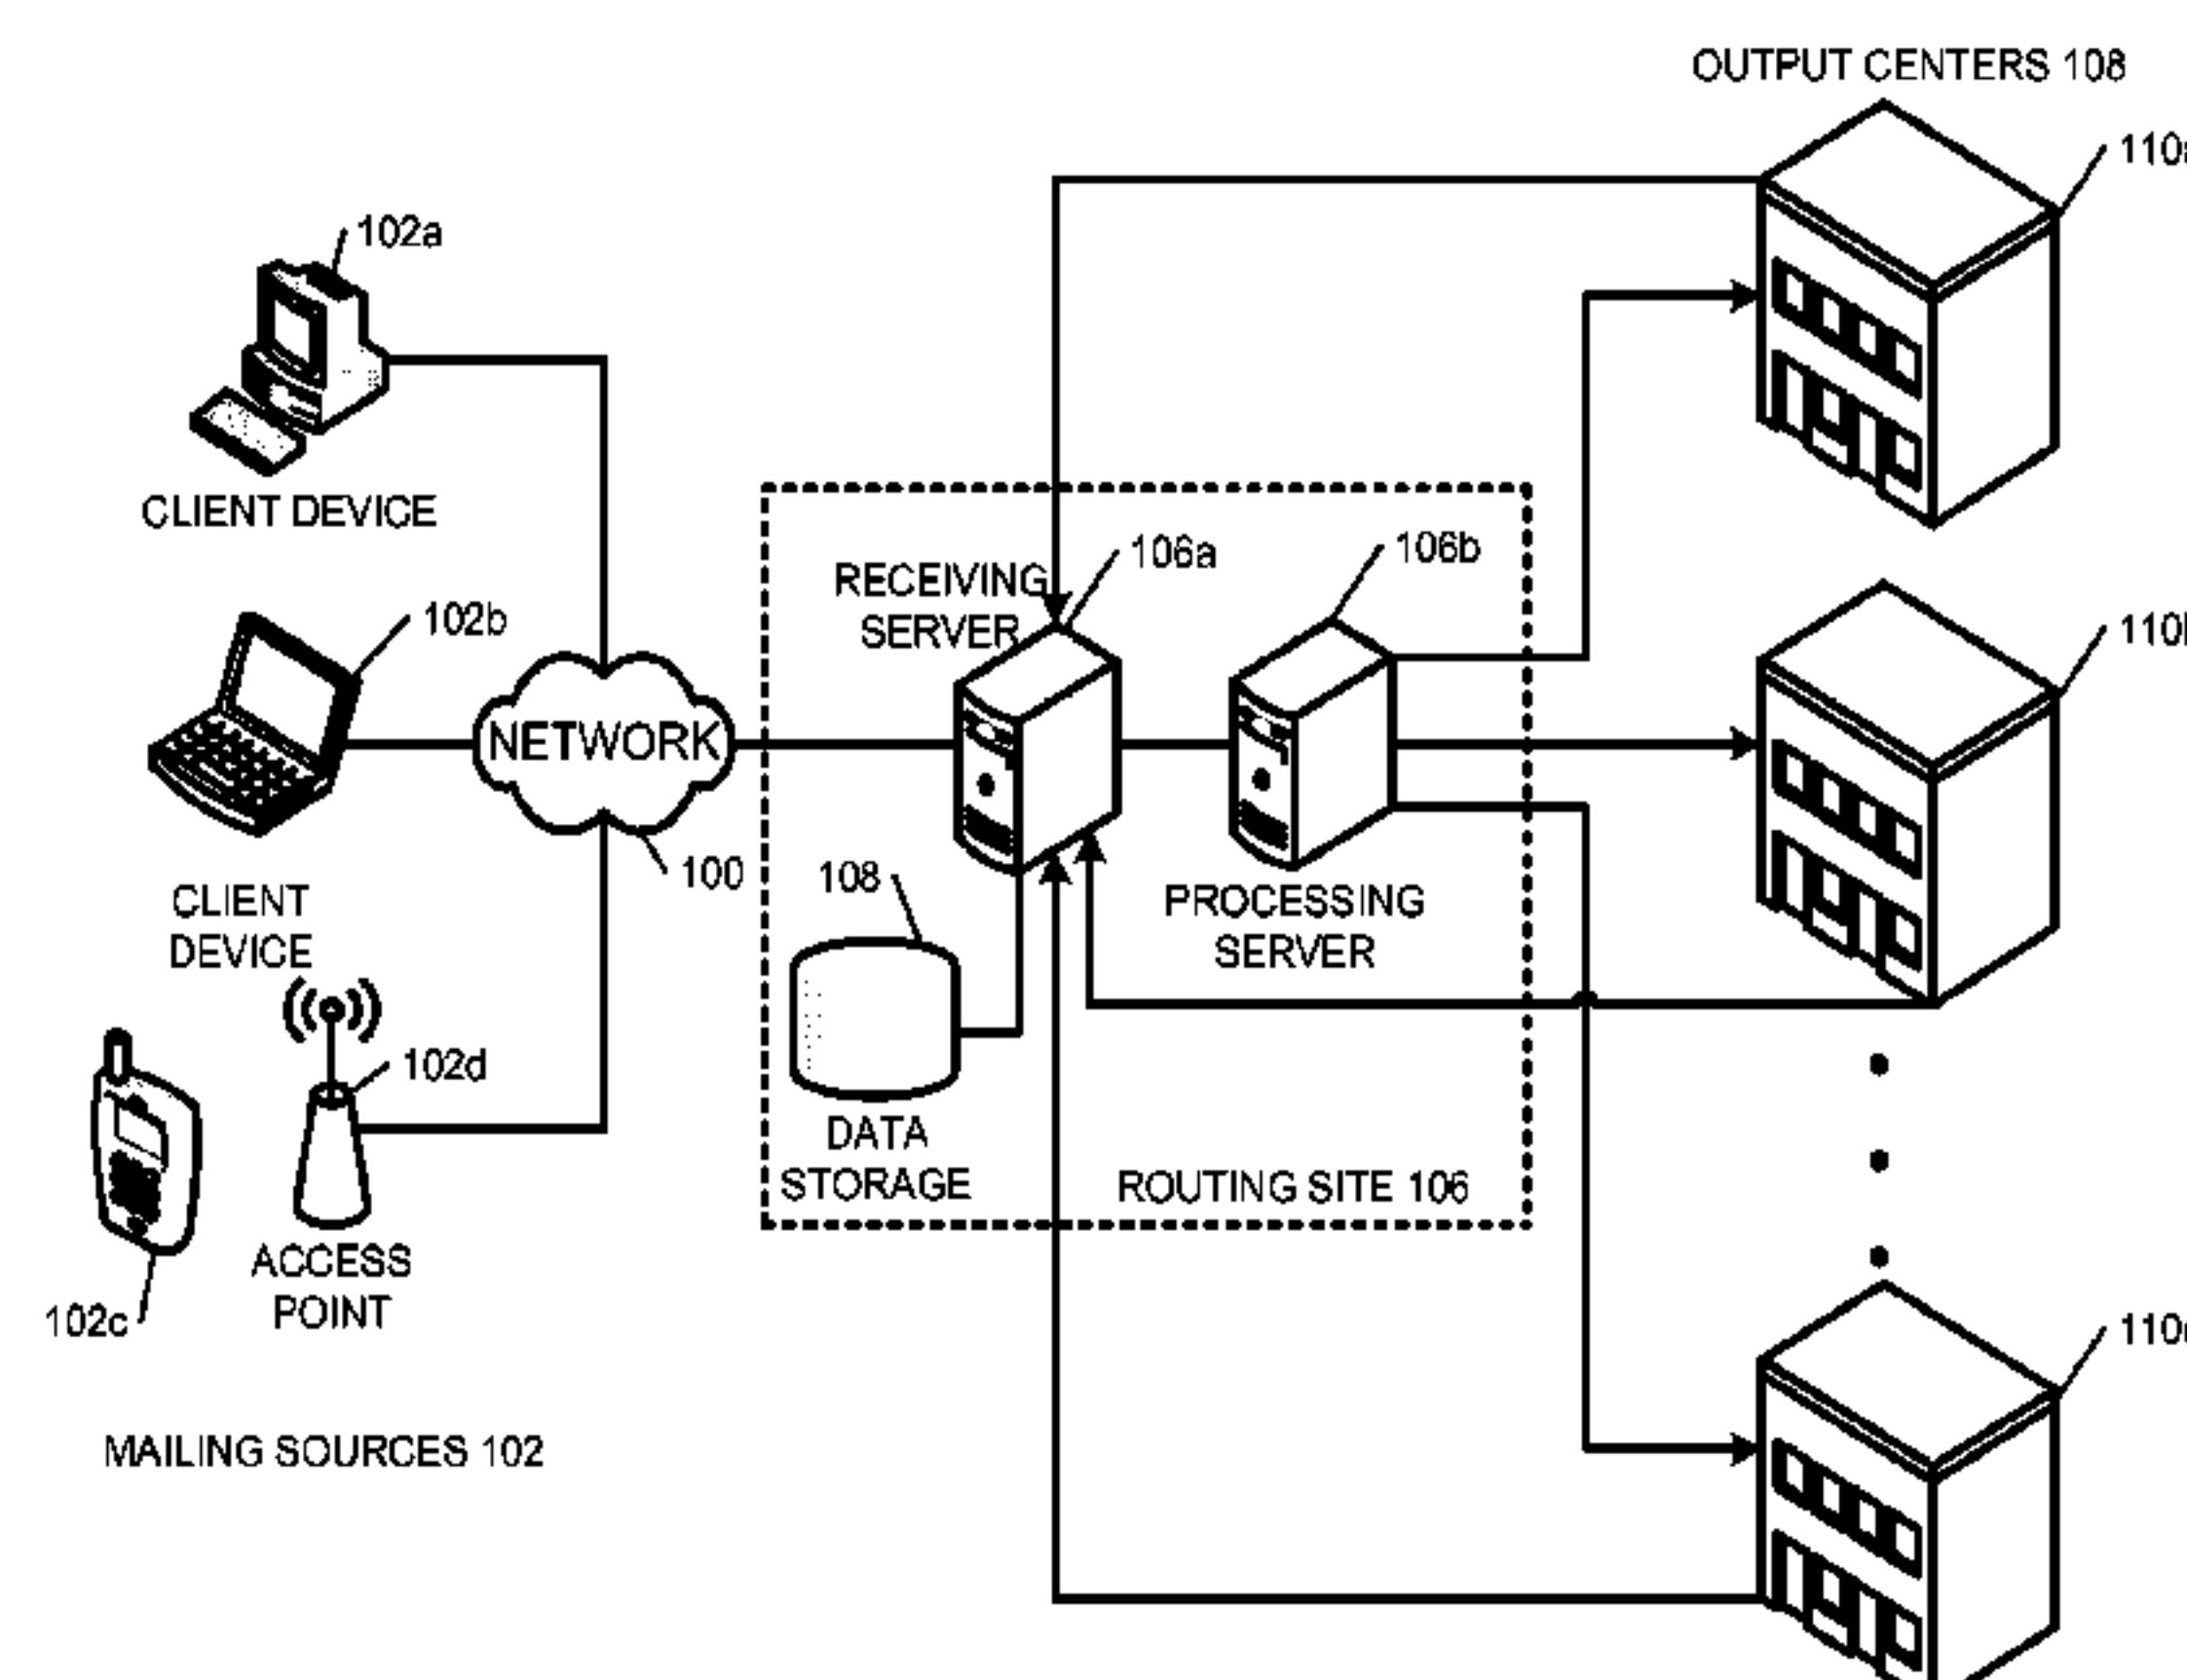 OUTPUT CENTERS 108
102a
CLIENT DEVICE
102b
NETWORK
100
CLIENT
DEVICE
102d
ACCESS
POINT
102c
MAILING SOURCES 102
RECEIVING
SERVER
106a
106b
PROCESSING
SERVER
108
DATA
STORAGE
ROUTING SITE 106